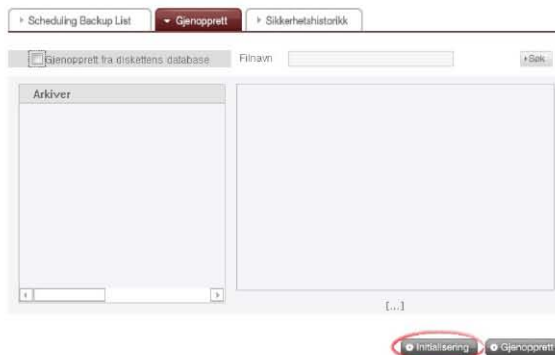 Scheduling Backup List Gjenopprett Sikkerhetshistorikk
Gjenopprett fra diskettens database Filnavn Søk
Arkiver
[...]
Initialisering Gjenopprett